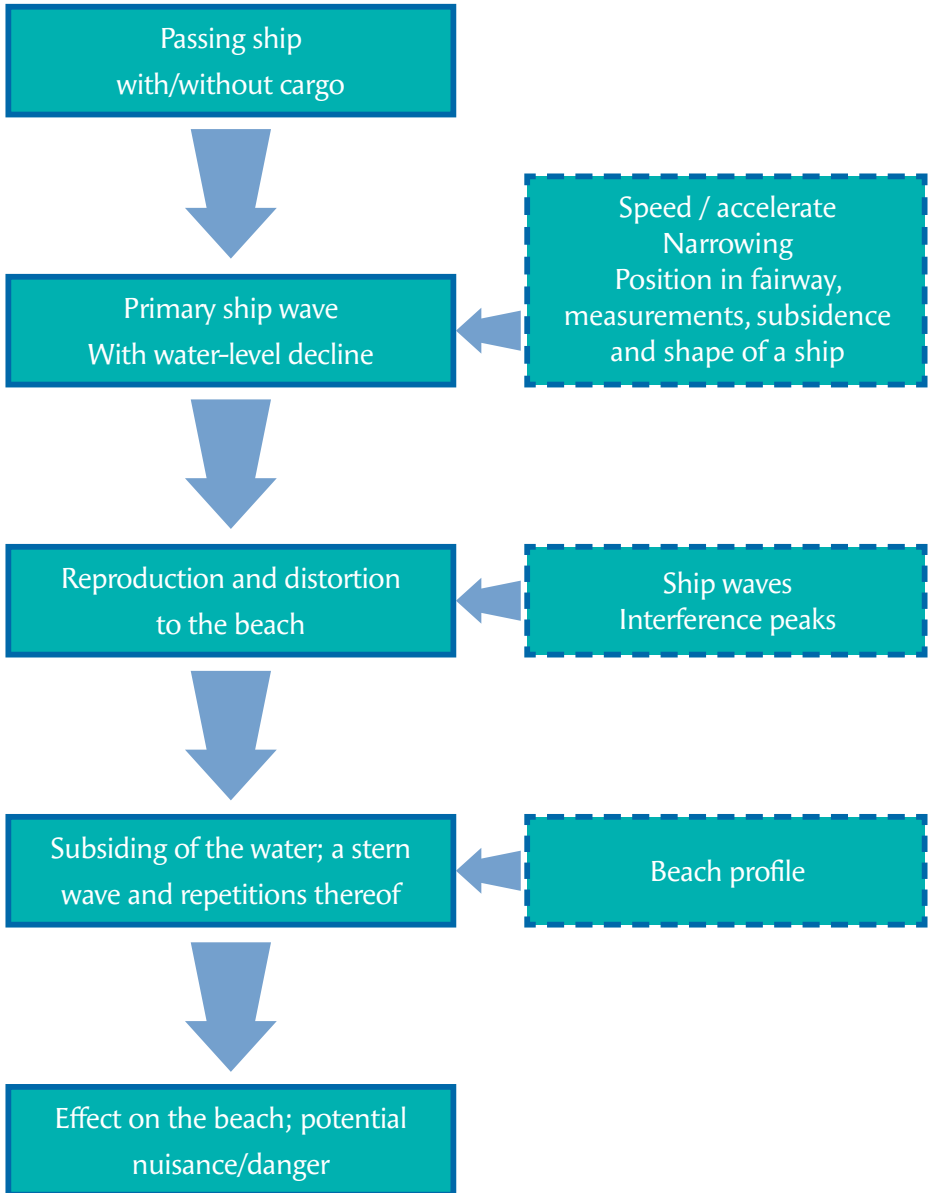 Passing ship
with/without cargo
Speed / accelerate
Narrowing
Position in fairway,
measurements, subsidence
and shape of a ship
Primary ship wave
With water-level decline
Reproduction and distortion
to the beach
Ship waves
Interference peaks
Subsiding of the water; a stern
wave and repetitions thereof
Beach profile
Effect on the beach; potential
nuisance/danger